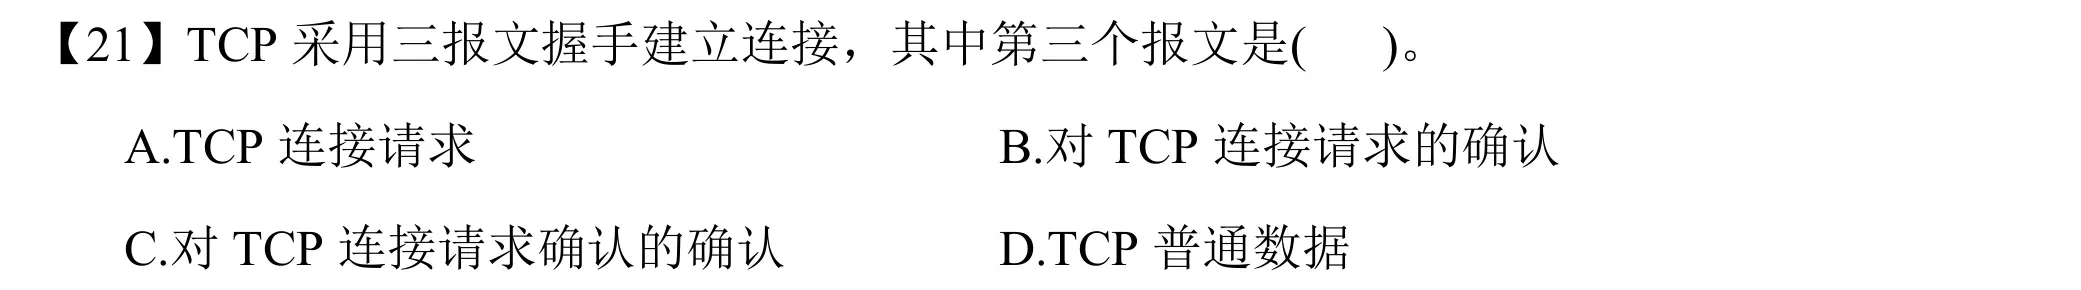 【21】TCP 采用三报文握手建立连接，其中第三个报文是(    )。
A.TCP 连接请求    B.对 TCP 连接请求的确认
C.对 TCP 连接请求确认的确认    D.TCP 普通数据